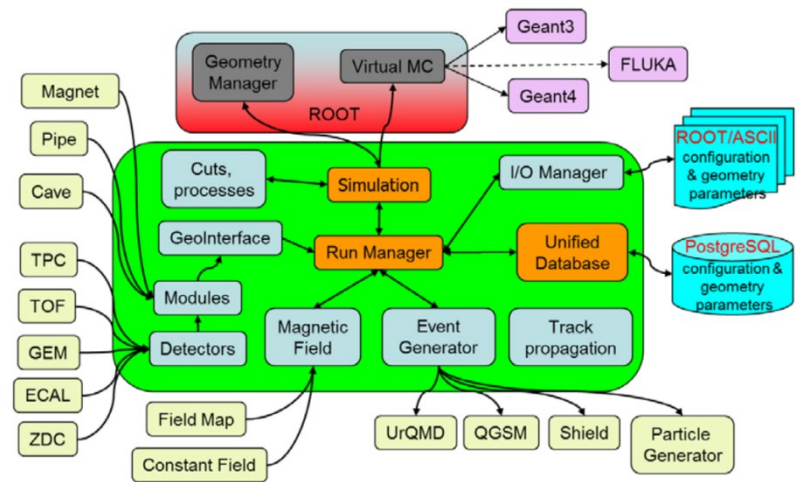 Geant3
Geometry
Manager
Virtual MC
FLUKA
ROOT
Geant4
Magnet
Pipe
Cave
TPC
TOF
GEM
ECAL
ZDC
Cuts,
processes
Simulation
I/O Manager
ROOT/ASCII
configuration
& geometry
parameters
GeoInterface
Run Manager
Unified
Database
PostgreSQL
configuration &
geometry
parameters
Modules
Detectors
Magnetic
Field
Event
Generator
Track
propagation
Field Map
Constant Field
UrQMD
QGSM
Shield
Particle
Generator